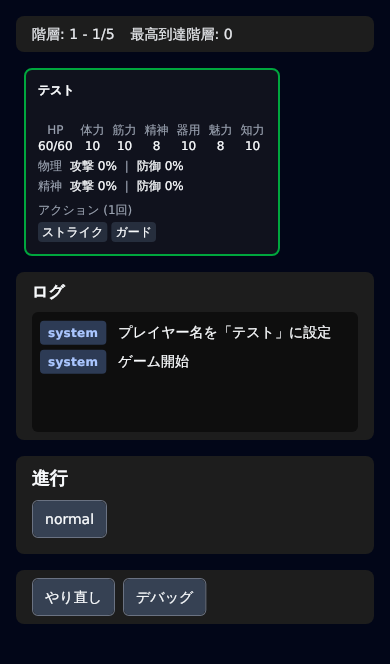 階層: 1 - 1/5 最高到達階層: 0
テスト
HP 体力 筋力 精神 器用 魅力 知力
60/60 10 10 8 10 8 10
物理 攻撃 0% | 防御 0%
精神 攻撃 0% | 防御 0%
アクション (1回)
ストライク ガード
ログ
system プレイヤー名を「テスト」に設定
system ゲーム開始
進行
normal
やり直し デバッグ